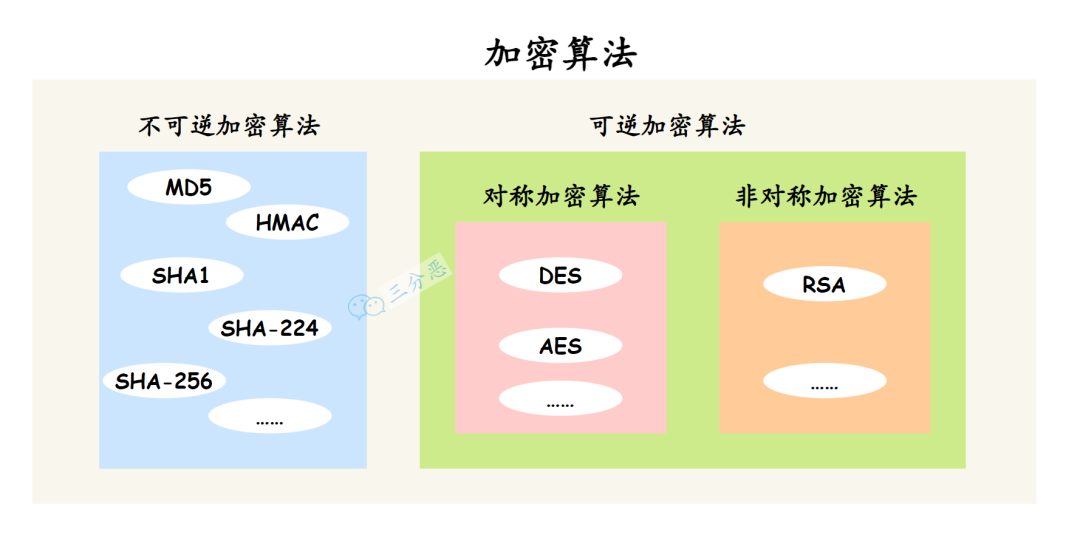 加密算法
不可逆加密算法
MD5
HMAC
SHA1
SHA-224
SHA-256
……
可逆加密算法
对称加密算法
DES
AES
……
非对称加密算法
RSA
……
三分恶